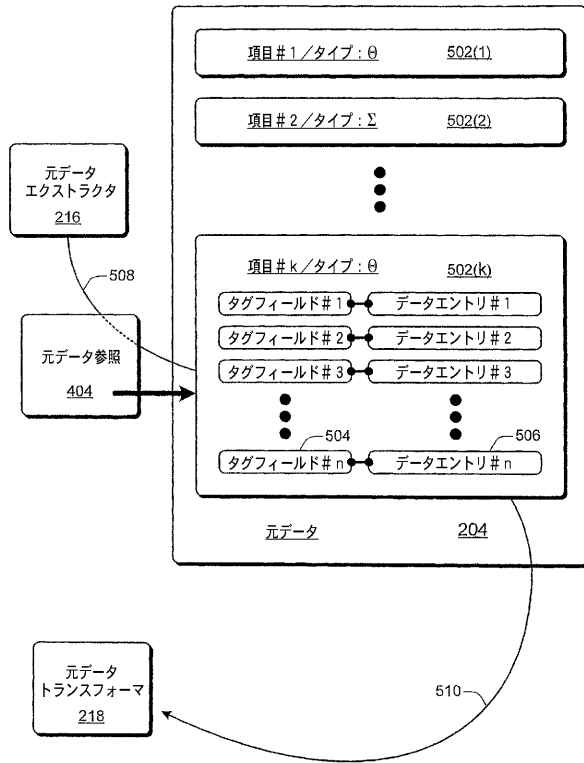 項目#1/タイプ:Θ 502(1)
項目#2/タイプ:Σ 502(2)
元データ
エクストラクタ
216
508
項目#k/タイプ:Θ 502(k)
タグフィールド#1 データエントリ#1
タグフィールド#2 データエントリ#2
タグフィールド#3 データエントリ#3
元データ参照
404
504 506
タグフィールド#n データエントリ#n
元データ 204
元データ
トランスフォーマ
218
510